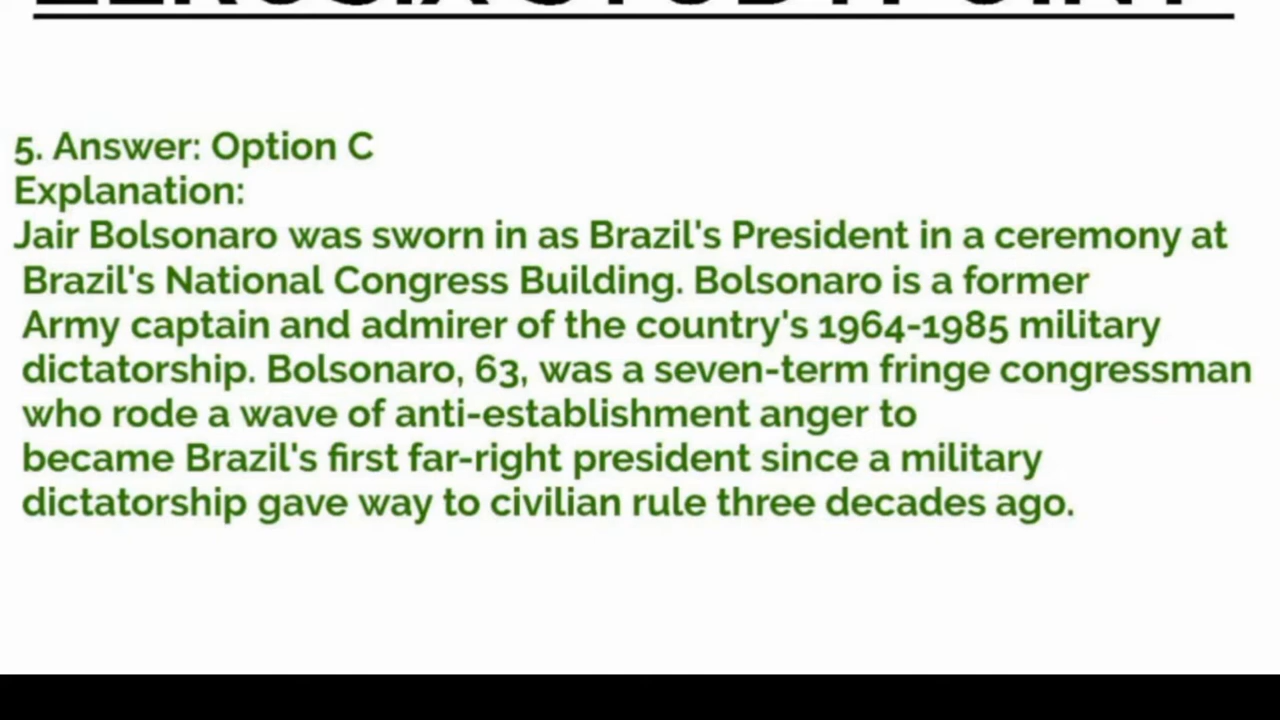 5. Answer: Option C
Explanation:
Jair Bolsonaro was sworn in as Brazil's President in a ceremony at
Brazil's National Congress Building. Bolsonaro is a former
Army captain and admirer of the country's 1964-1985 military
dictatorship. Bolsonaro, 63, was a seven-term fringe congressman
who rode a wave of anti-establishment anger to
became Brazil's first far-right president since a military
dictatorship gave way to civilian rule three decades ago.